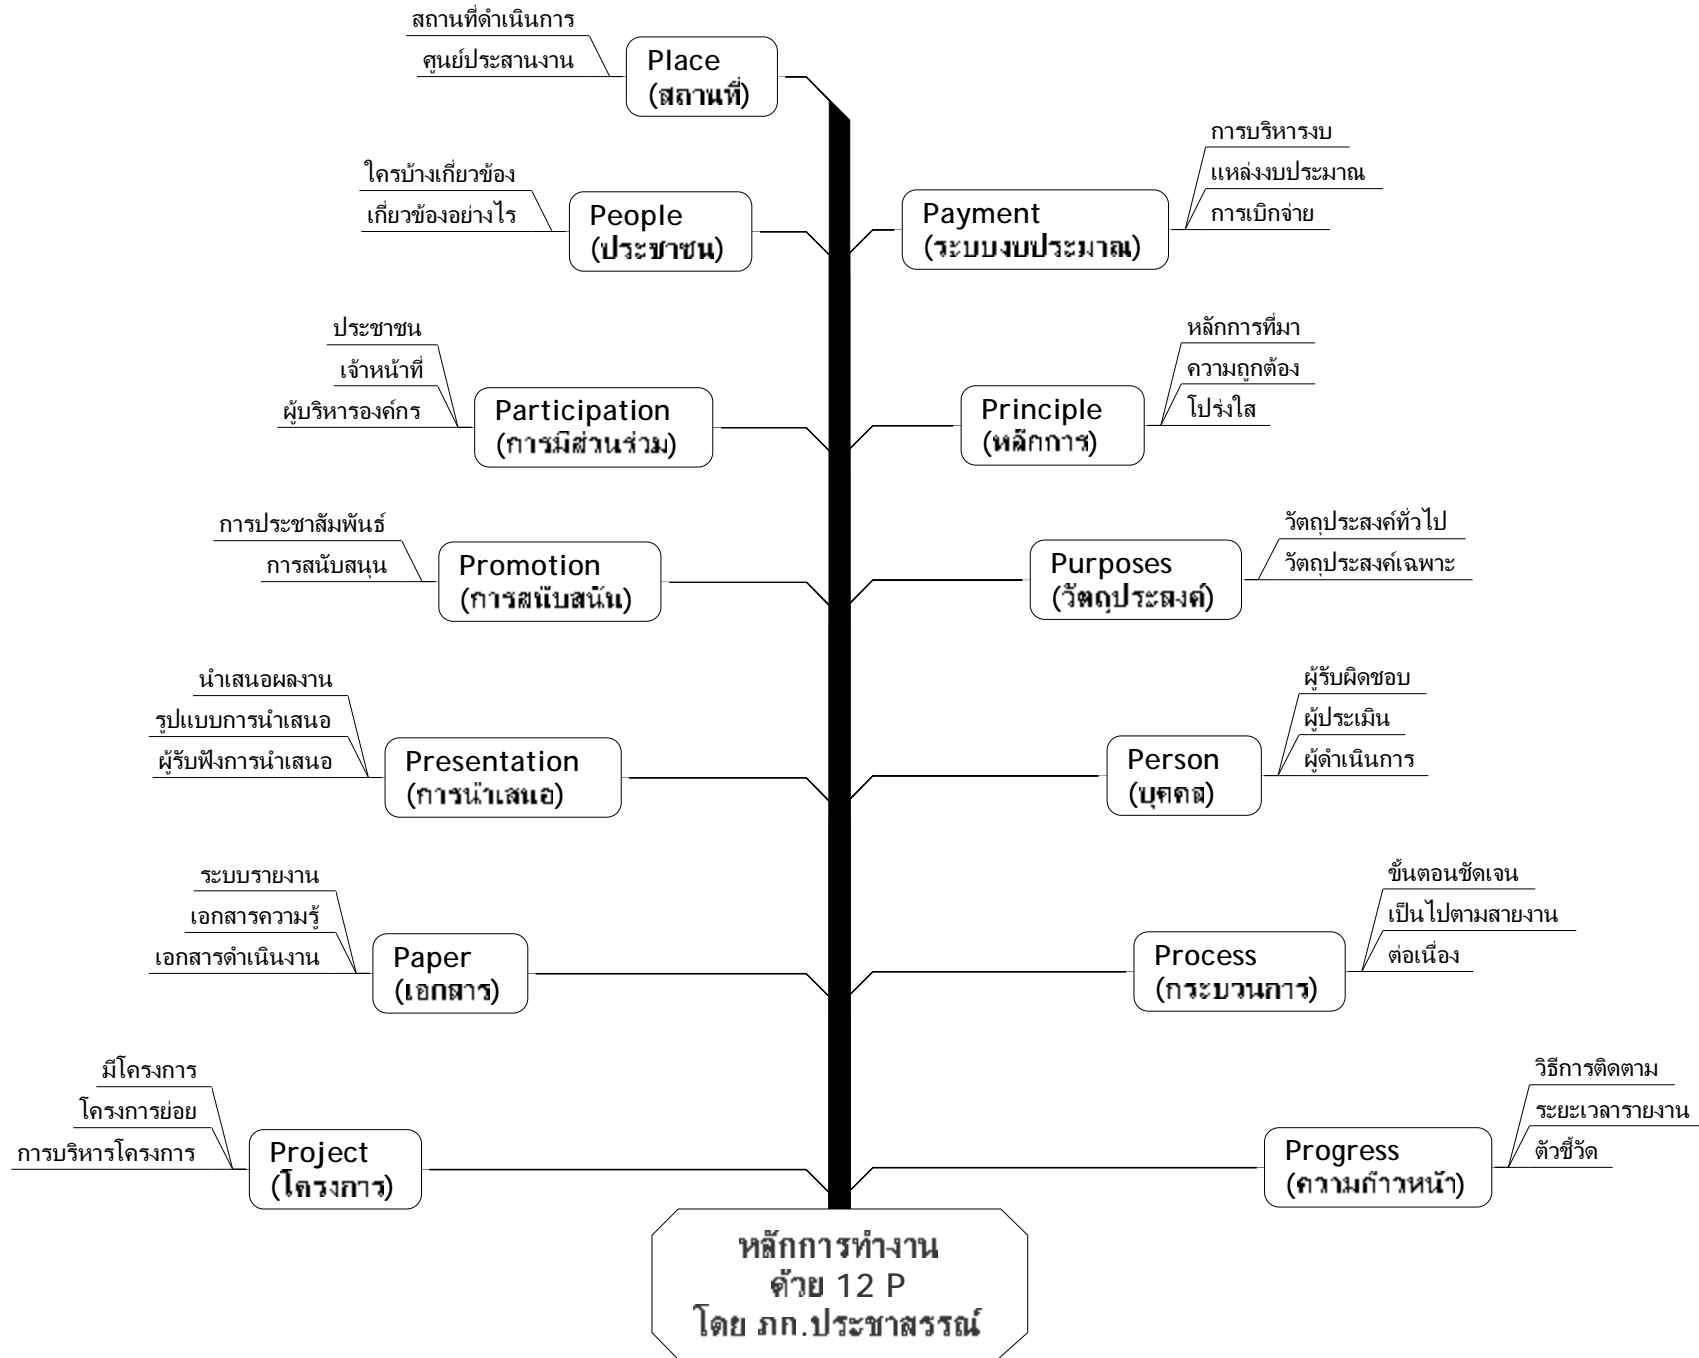 สถานที่ดำเนินการ
ศูนย์ประสานงาน
Place
(สถานที่)
ใครบ้างเกี่ยวข้อง
เกี่ยวข้องอย่างไร
People
(ประชาชน)
ประชาชน
เจ้าหน้าที่
ผู้บริหารองค์กร
Participation
(การมีส่วนร่วม)
การประชาสัมพันธ์
การสนับสนุน
Promotion
(การสนับสนัน)
นำเสนอผลงาน
รูปแบบการนำเสนอ
ผู้รับฟังการนำเสนอ
Presentation
(การนำเสนอ)
ระบบรายงาน
เอกสารความรู้
เอกสารดำเนินงาน
Paper
(เอกสาร)
มีโครงการ
โครงการย่อย
การบริหารโครงการ
Project
(โครงการ)
การบริหารงบ
แหล่งงบประมาณ
การเบิกจ่าย
Payment
(ระบบงบประมาณ)
หลักการที่มา
ความถูกต้อง
โปร่งใส
Principle
(หลักการ)
วัตถุประสงค์ทั่วไป
วัตถุประสงค์เฉพาะ
Purposes
(วัตถุประสงค์)
ผู้รับผิดชอบ
ผู้ประเมิน
ผู้ดำเนินการ
Person
(บุคคล)
ขั้นตอนชัดเจน
เป็นไปตามสายงาน
ต่อเนื่อง
Process
(กระบวนการ)
วิธีการติดตาม
ระยะเวลารายงาน
ตัวชี้วัด
Progress
(ความก้าวหน้า)
หลักการทำงาน
ด้วย 12 P
โดย ภก.ประชาสรรณ์